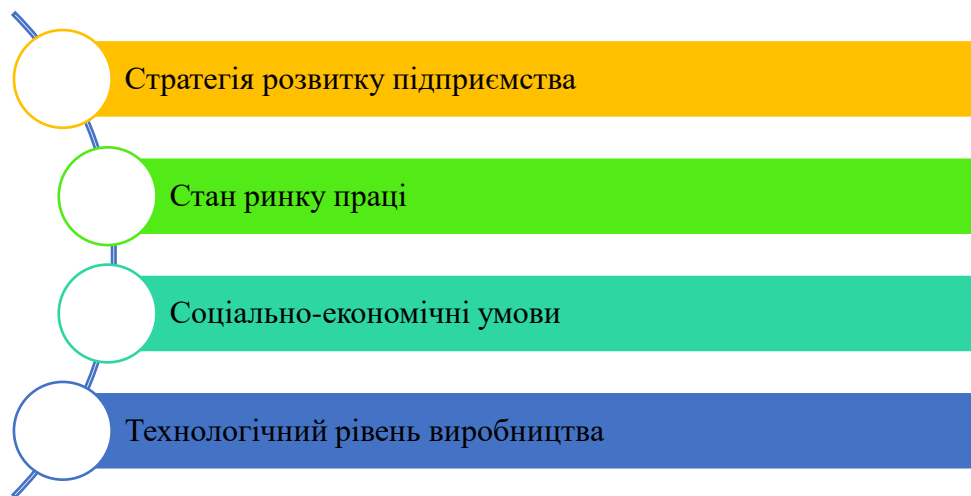 Стратегія розвитку підприємства
Стан ринку праці
Соціально-економічні умови
Технологічний рівень виробництва